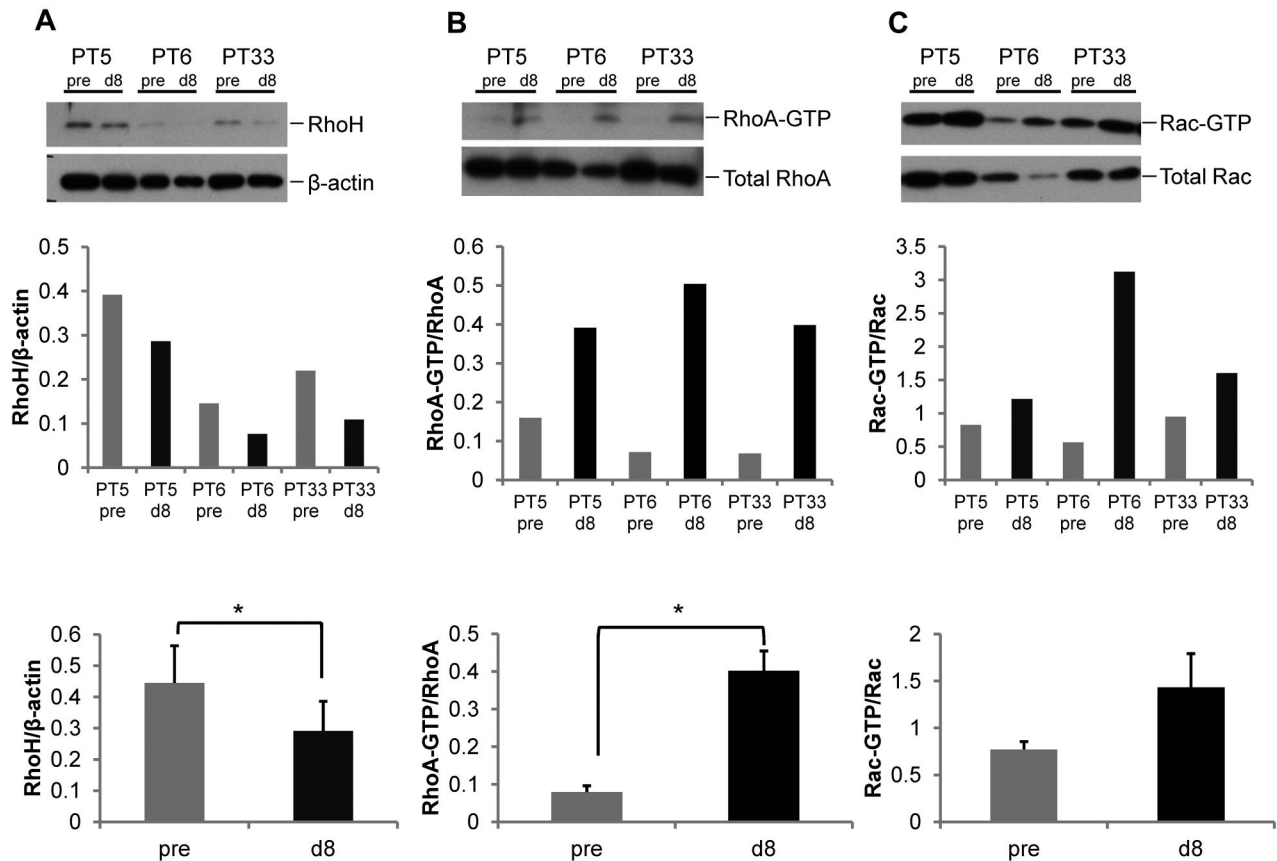 A
PT5 PT6 PT33
pre d8 pre d8 pre d8
RhoH
β-actin
RhoH/β-actin
0.5
0.4
0.3
0.2
0.1
0
PT5 pre
PT5 d8
PT6 pre
PT6 d8
PT33 pre
PT33 d8
*
RhoH/β-actin
0.6
0.5
0.4
0.3
0.2
0.1
0
pre d8
B
PT5 PT6 PT33
pre d8 pre d8 pre d8
RhoA-GTP
Total RhoA
RhoA-GTP/RhoA
0.6
0.5
0.4
0.3
0.2
0.1
0
PT5 pre
PT5 d8
PT6 pre
PT6 d8
PT33 pre
PT33 d8
*
RhoA-GTP/RhoA
0.5
0.4
0.3
0.2
0.1
0
pre d8
C
PT5 PT6 PT33
pre d8 pre d8 pre d8
Rac-GTP
Total Rac
Rac-GTP/Rac
3.5
3
2.5
2
1.5
1
0.5
0
PT5 pre
PT5 d8
PT6 pre
PT6 d8
PT33 pre
PT33 d8
Rac-GTP/Rac
2
1.5
1
0.5
0
pre d8